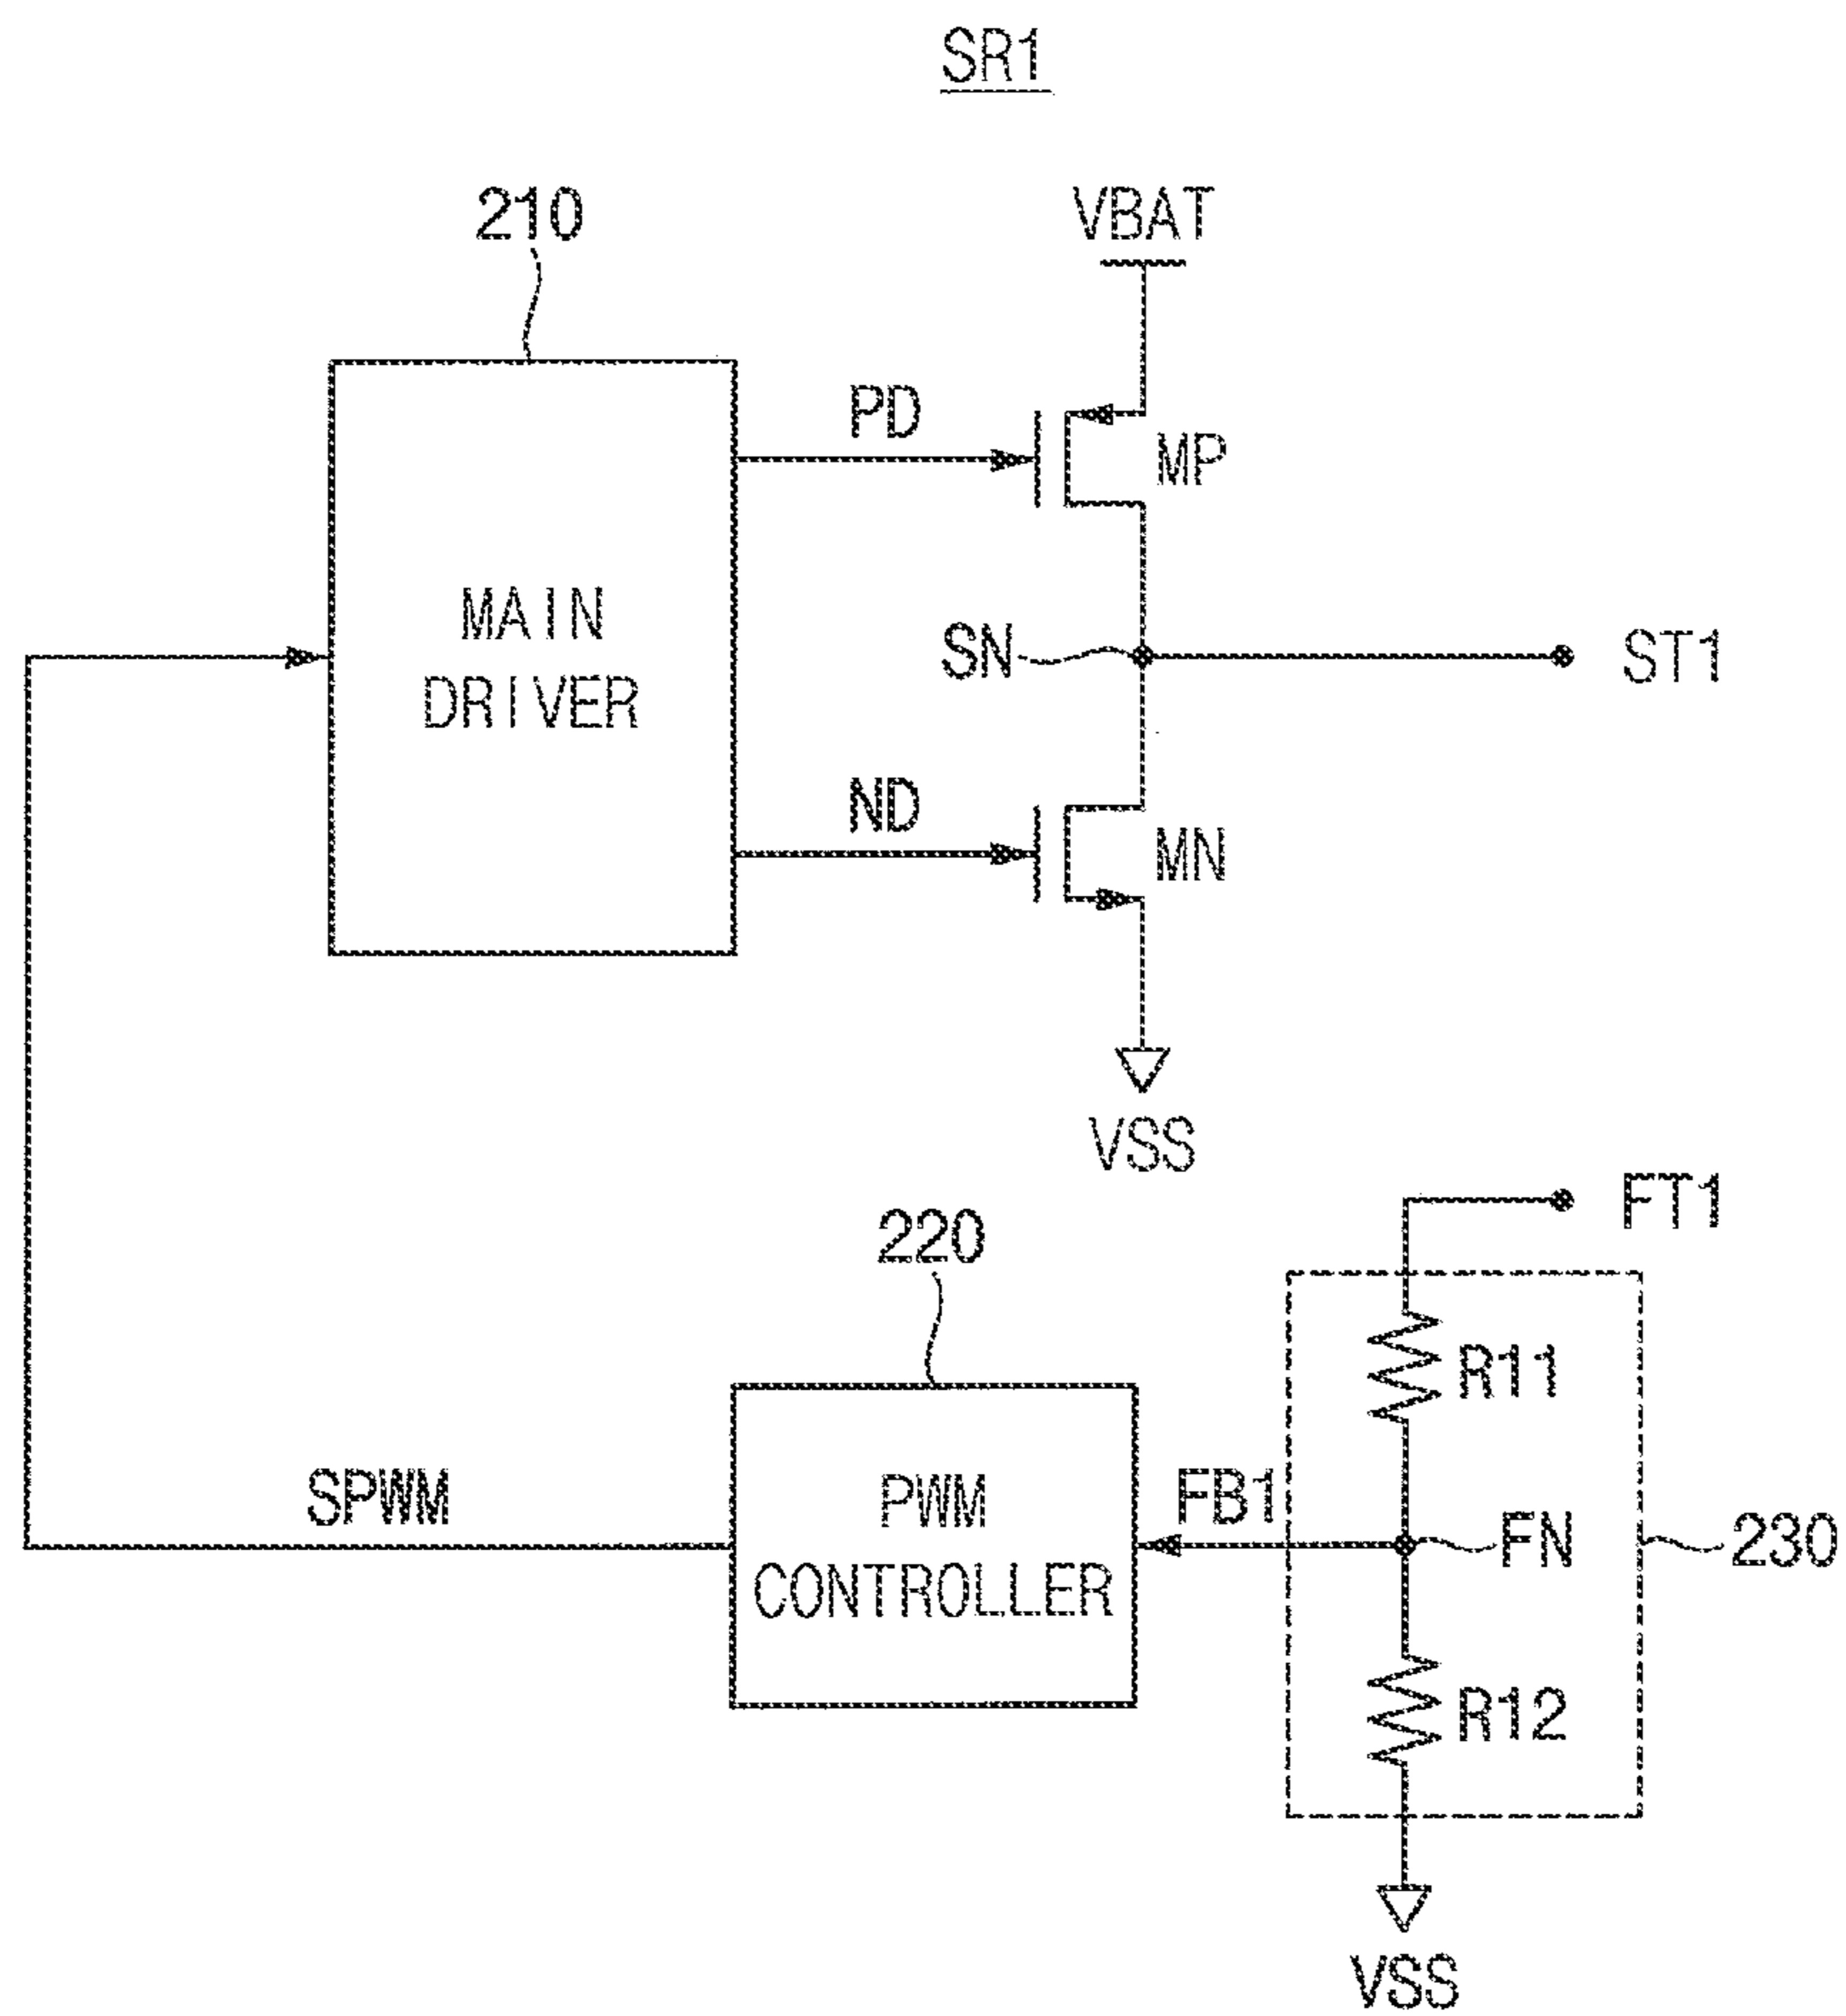 SR1
210
VBAT
PD
MP
MAIN
DRIVER
SN
ST1
ND
MN
VSS
FT1
220
R11
SPWM
PWM
CONTROLLER
FB1
FN
230
R12
VSS